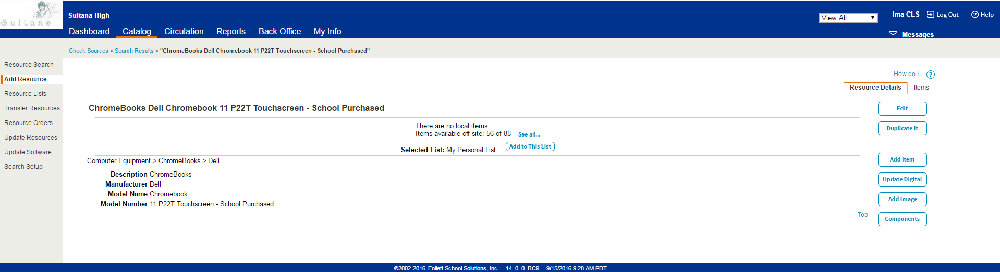 Sultans
Sultana High
View All
Ima CLS Log Out Help
Dashboard Catalog Circulation Reports Back Office My Info
Messages
Check Sources > Search Results > "ChromeBooks Dell Chromebook 11 P22T Touchscreen - School Purchased"
Resource Search
Add Resource
Resource Lists
Transfer Resources
Resource Orders
Update Resources
Update Software
Search Setup
How do I... ?
Resource Details Items
ChromeBooks Dell Chromebook 11 P22T Touchscreen - School Purchased
There are no local items.
Items available off-site: 56 of 88 See all...
Selected List: My Personal List Add to This List
Computer Equipment > ChromeBooks > Dell
Description ChromeBooks
Manufacturer Dell
Model Name Chromebook
Model Number 11 P22T Touchscreen - School Purchased
Top
Edit
Duplicate It
Add Item
Update Digital
Add Image
Components
©2002-2016 Follett School Solutions, Inc. 14_0_0_RC9 9/15/2016 9:28 AM PDT